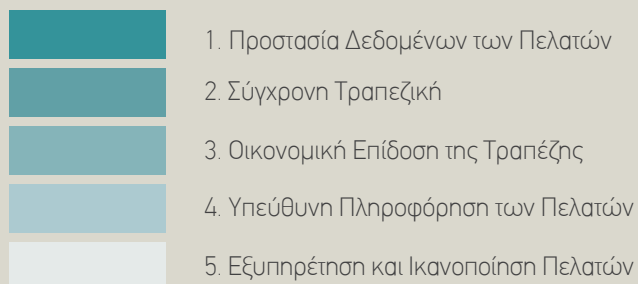 1. Προστασία Δεδομένων των Πελατών
2. Σύγχρονη Τραπεζική
3. Οικονομική Επίδοση της Τραπέζης
4. Υπεύθυνη Πληροφόρηση των Πελατών
5. Εξυπηρέτηση και Ικανοποίηση Πελατών